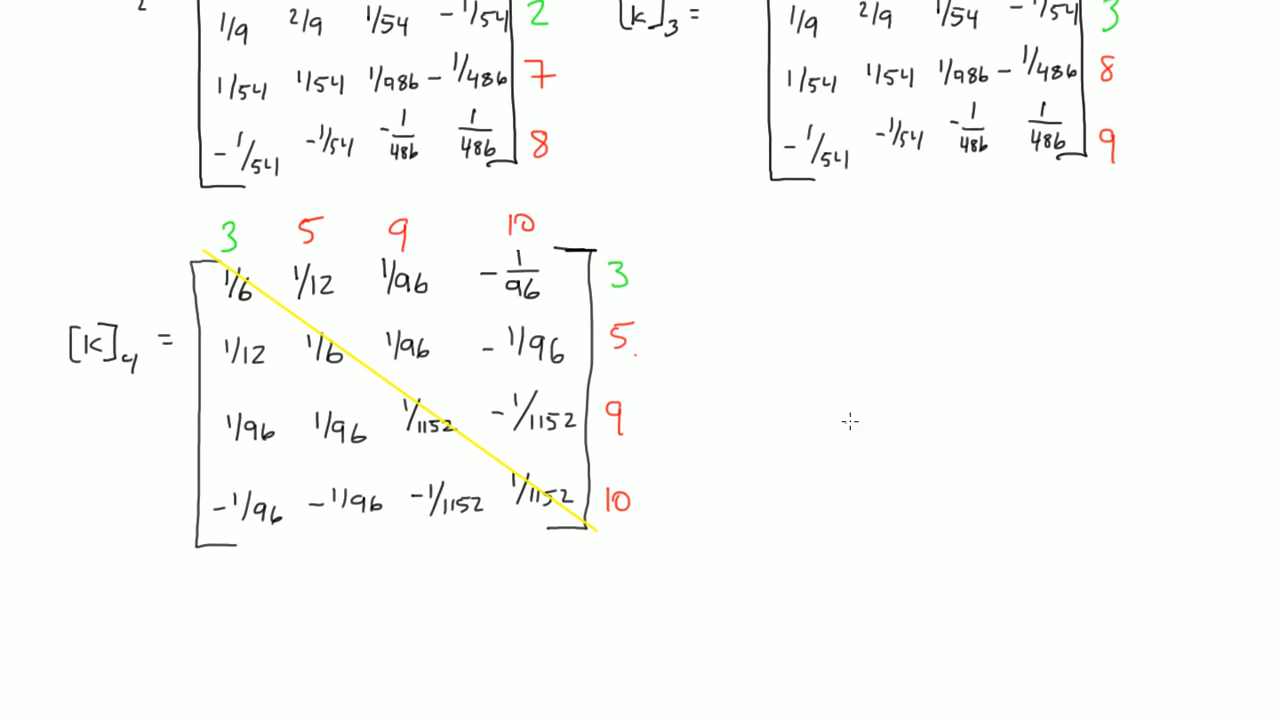 2
1/9 2/9 1/54 -1/54 2
1/54 1/54 1/986 -1/486 7
-1/54 -1/54 -1/486 1/486 8
[K]3 =
1/9 2/9 1/54 -1/54 3
1/54 1/54 1/986 -1/486 8
-1/54 -1/54 -1/486 1/486 9
3 5 9 10
[K]4 =
1/6 1/12 1/96 -1/96 3
1/12 1/6 1/96 -1/96 5.
1/96 1/96 1/1152 -1/1152 9
-1/96 -1/96 -1/1152 1/1152 10